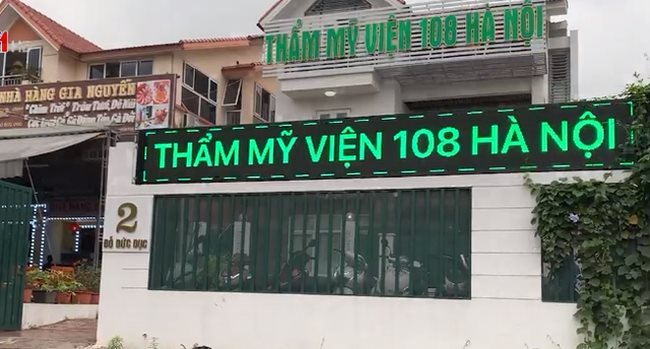 THẨM MỸ VIỆN 108 HÀ NỘI
NHÀ HÀNG GIA NGUYỄN
THẨM MỸ VIỆN 108 HÀ NỘI
2
ĐỖ ĐỨC DỤC